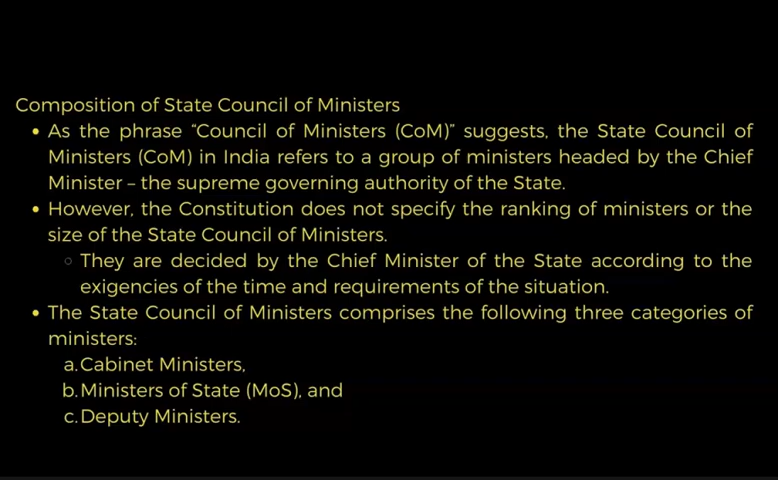 Composition of State Council of Ministers
• As the phrase “Council of Ministers (CoM)” suggests, the State Council of
Ministers (CoM) in India refers to a group of ministers headed by the Chief
Minister – the supreme governing authority of the State.
• However, the Constitution does not specify the ranking of ministers or the
size of the State Council of Ministers.
○ They are decided by the Chief Minister of the State according to the
exigencies of the time and requirements of the situation.
• The State Council of Ministers comprises the following three categories of
ministers:
a. Cabinet Ministers,
b. Ministers of State (MoS), and
c. Deputy Ministers.